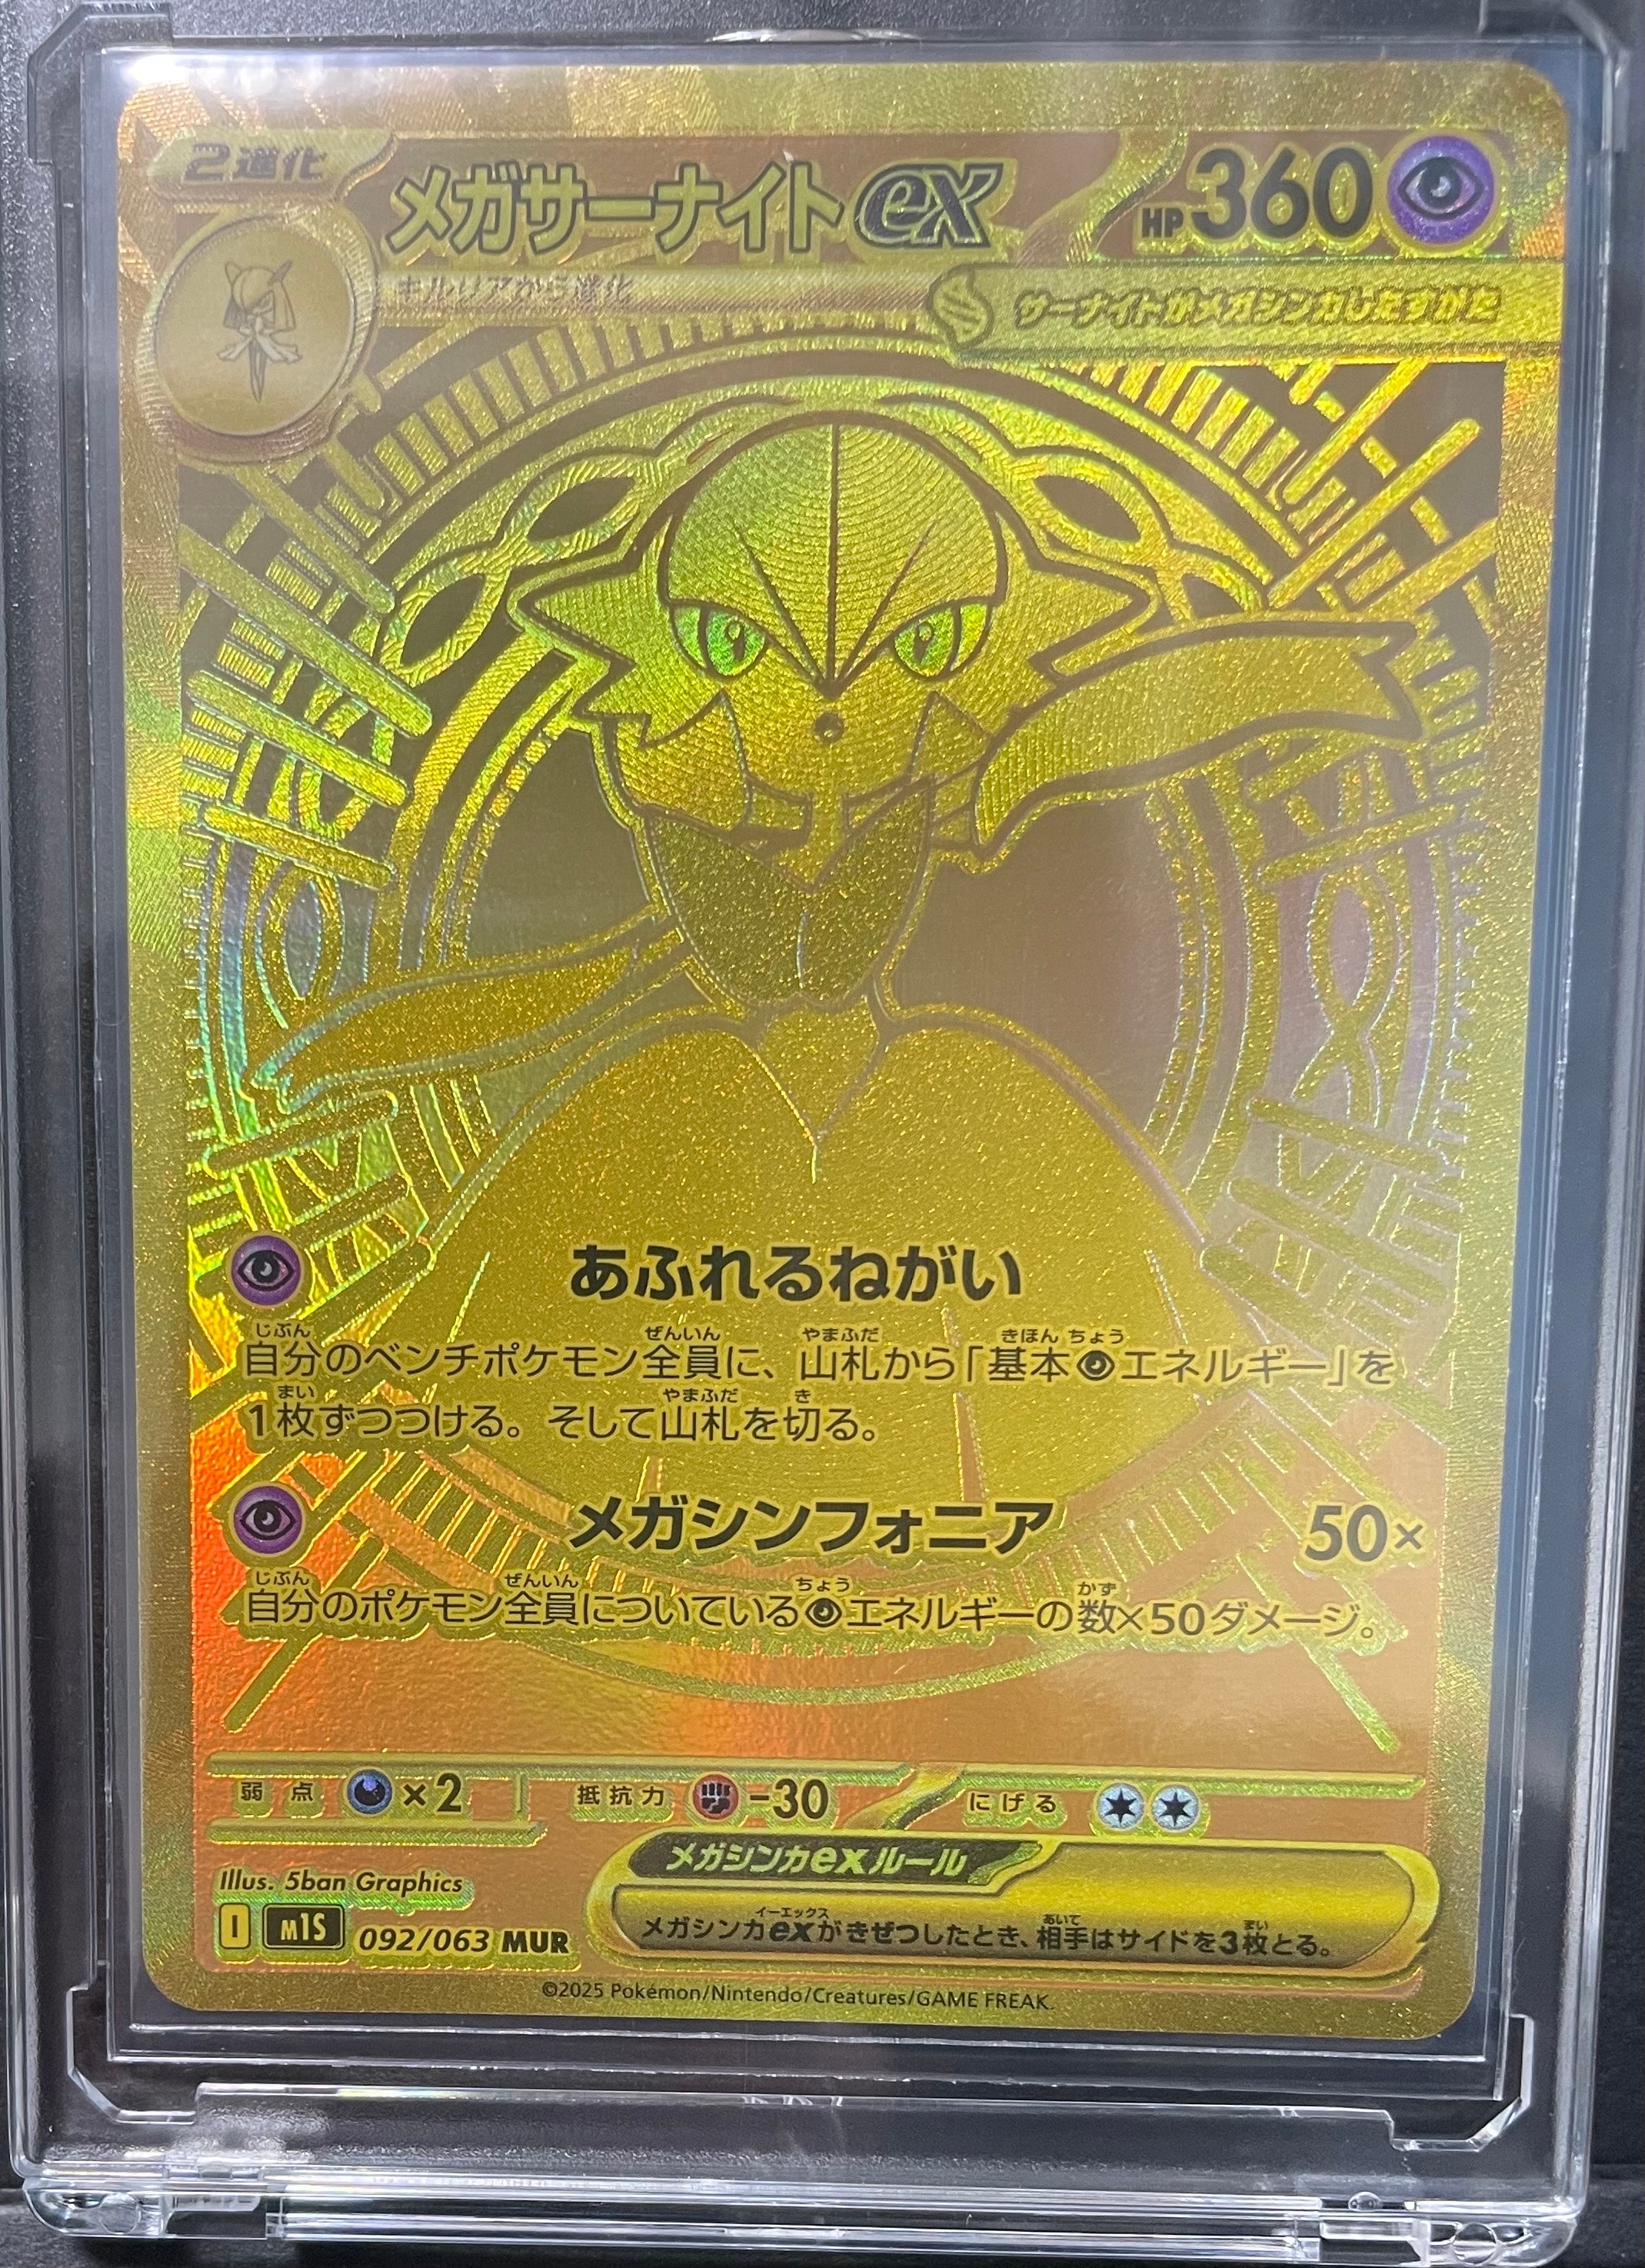 2進化
メガサーナイトex HP360
キルリアから進化
サーナイトがメガシンカしたすがた
あふれるねがい
じぶん ぜんいん やまふだ きほん ちょう
自分のベンチポケモン全員に、山札から「基本エネルギー」を
まい やまふだ き
1枚ずつつける。そして山札を切る。
メガシンフォニア 50×
じぶん ぜんいん ちょう かず
自分のポケモン全員についているエネルギーの数×50ダメージ。
弱点 ×2 抵抗力 -30 にげる
メガシンカexルール
イーエックス あいて まい
メガシンカexがきぜつしたとき、相手はサイドを3枚とる。
Illus. 5ban Graphics
I M1S 092/063 MUR
©2025 Pokémon/Nintendo/Creatures/GAME FREAK.